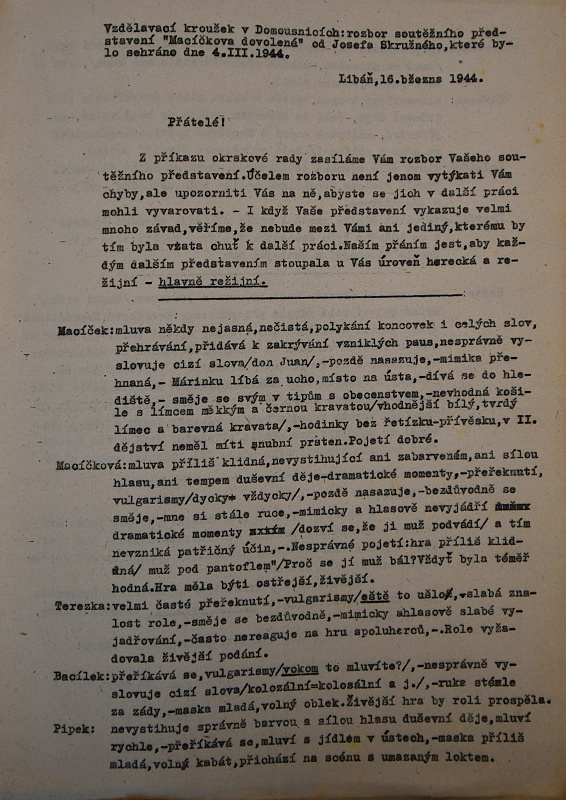 Vzdělavací kroužek v Domousnicích:rozbor soutěžního před-
stavení "Macíčkova dovolená" od Josefa Skružného,které by-
lo sehráno dne 4.III.1944.
Libáň,16.března 1944.
Přátelé!
Z příkazu okrskové rady zasíláme Vám rozbor Vašeho sou-
těžního představení.Účelem rozboru není jenom vytýkati Vám
chyby,ale upozorniti Vás na ně,abyste se jich v další práci
mohli vyvarovati. - I když Vaše představení vykazuje velmi
mnoho závad,věříme,že nebude mezi Vámi ani jediný,kterému by
tím byla vzata chuť k další práci.Naším přáním jest,aby kaž-
dým dalším představením stoupala u Vás úroveň herecká a re-
žijní - hlavně režijní.
Macíček:mluva někdy nejasná,nečistá,polykání koncovek i celých slov,
přehrávání,přidává k zakrývání vzniklých paus,nesprávně vy-
slovuje cizí slova/don Juan/,-pozdě nasazuje,-mimika pře-
hnaná,- Márinku líbá za ucho,místo na ústa,-dívá se do hle-
diště,- směje se svým vtipům s obecenstvem,-nevhodná koši-
le s límcem měkkým a černou kravatou/vhodnější bílý,tvrdý
límec a barevná kravata/,-hodinky bez řetízku-přívěsku,v II.
dějství neměl míti snubní prsten.Pojetí dobré.
Macíčková:mluva příliš klidná,nevystihující ani zabarveném,ani silou
hlasu,ani tempem duševní děje-dramatické momenty,-přeřeknutí,
vulgarismy/dycky= vždycky/,-pozdě nasazuje,-bezdůvodně se
směje,-mne si stále ruce,-mimicky a hlasově nevyjádří
dramatické momenty /dozví se,že ji muž podvádí/ a tím
nevzniká patřičný účin,-.Nesprávné pojetí:hra příliš klid-
ná/ muž pod pantoflem"/Proč se jí muž bál?Vždyť byla téměř
hodná.Hra měla býti ostřejší,živější.
Terezka:velmi časté přeřeknutí,-vulgarismy/eště to ušlo/,-slabá zna-
lost role,-směje se bezdůvodně,-mimicky ahlasově slabé vy-
jadřování,-často nereaguje na hru spoluherců,-.Role vyža-
dovala živější podání.
Bacílek:přeříkává se,vulgarismy/vokom to mluvíte?/,-nesprávně vy-
slovuje cizí slova/kolozální=kolosální a j./,-ruka stále
za zády,-maska mladá,volný oblek.Živější hra by roli prospěla.
Pipek: nevystihuje správně barvou a sílou hlasu duševní děje,mluví
rychle,-přeříkává se,mluví s jídlem v ústech,-maska příliš
mladá,volný kabát,přichází na scénu s umazaným loktem.